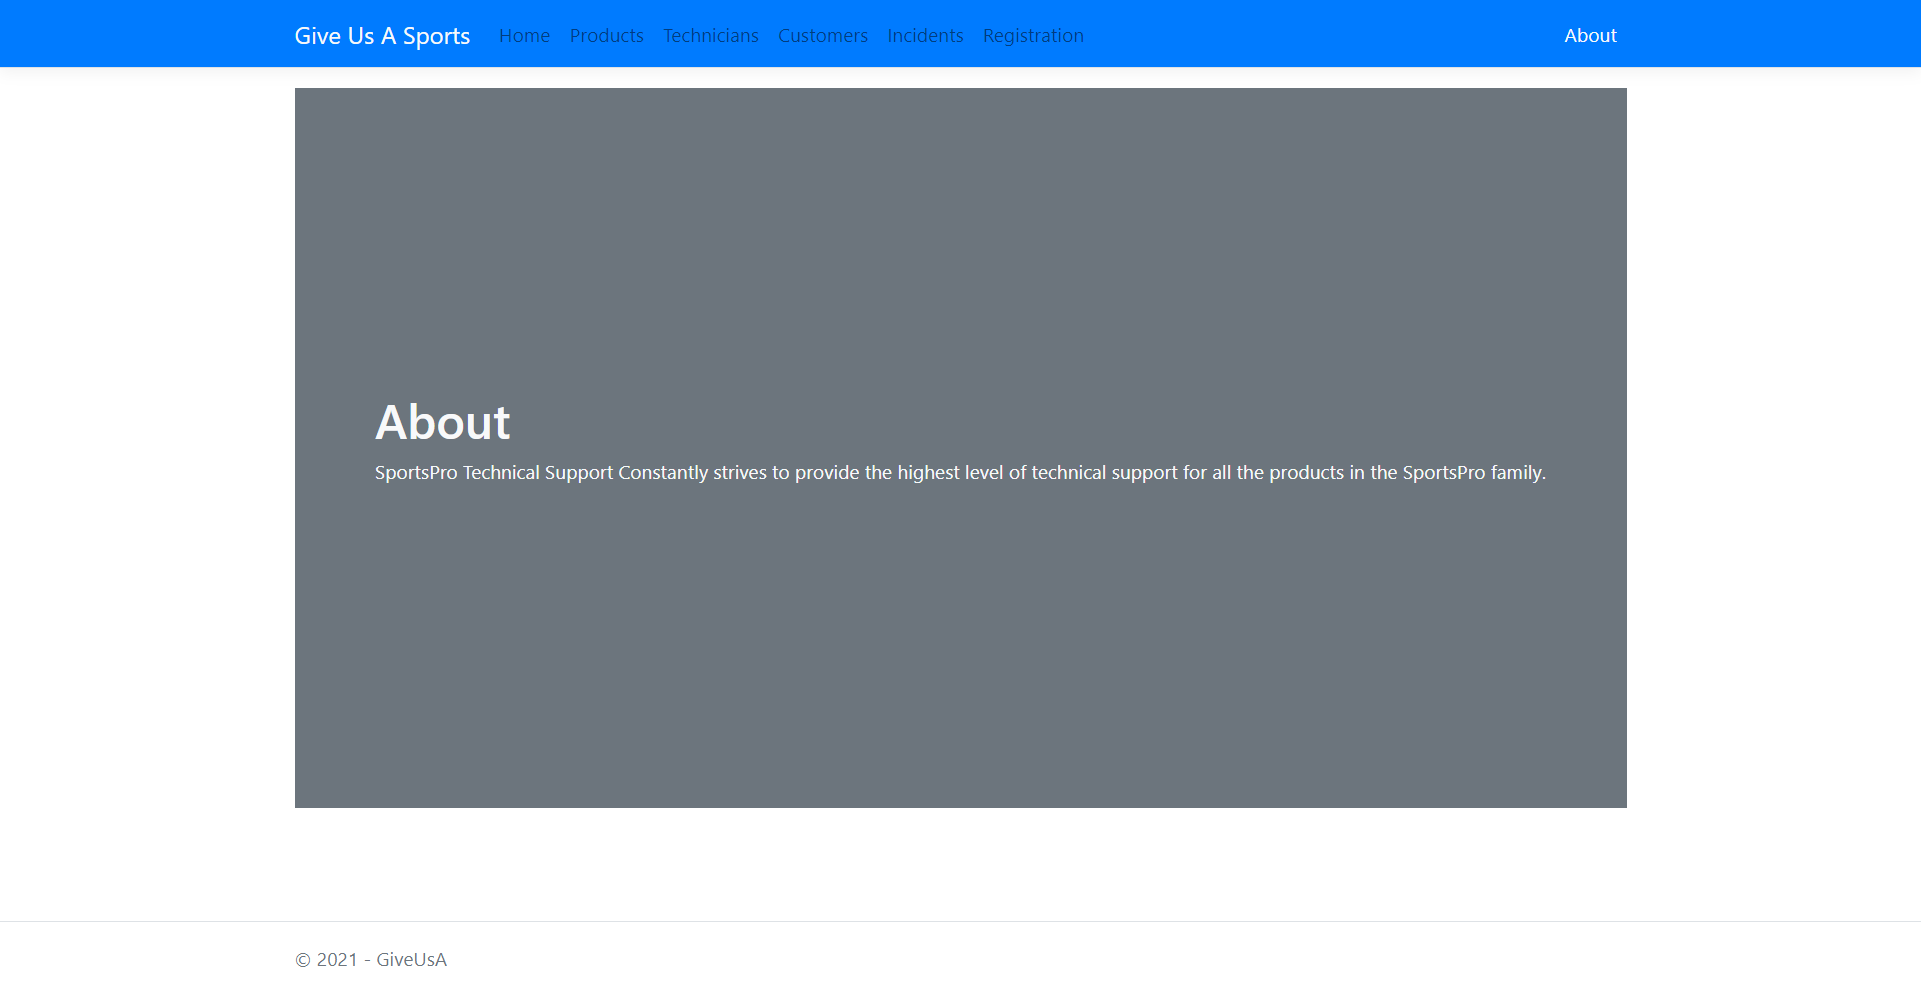 Give Us A Sports Home Products Technicians Customers Incidents Registration About
About
SportsPro Technical Support Constantly strives to provide the highest level of technical support for all the products in the SportsPro family.
© 2021 - GiveUsA